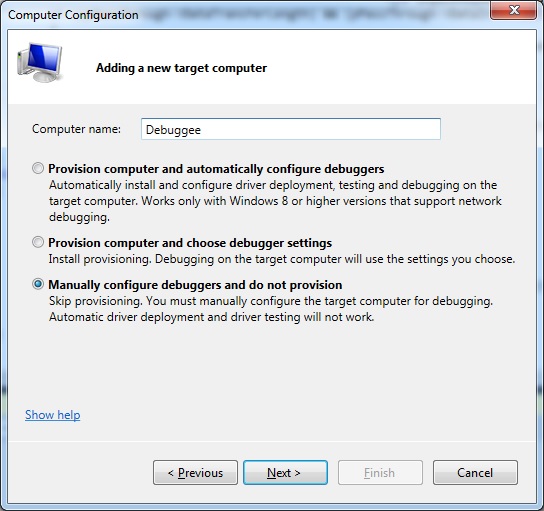 Computer Configuration
Adding a new target computer
Computer name: Debuggee
Provision computer and automatically configure debuggers
Automatically install and configure driver deployment, testing and debugging on the
target computer. Works only with Windows 8 or higher versions that support network
debugging.
Provision computer and choose debugger settings
Install provisioning. Debugging on the target computer will use the settings you choose.
Manually configure debuggers and do not provision
Skip provisioning. You must manually configure the target computer for debugging.
Automatic driver deployment and driver testing will not work.
Show help
< Previous Next > Finish Cancel